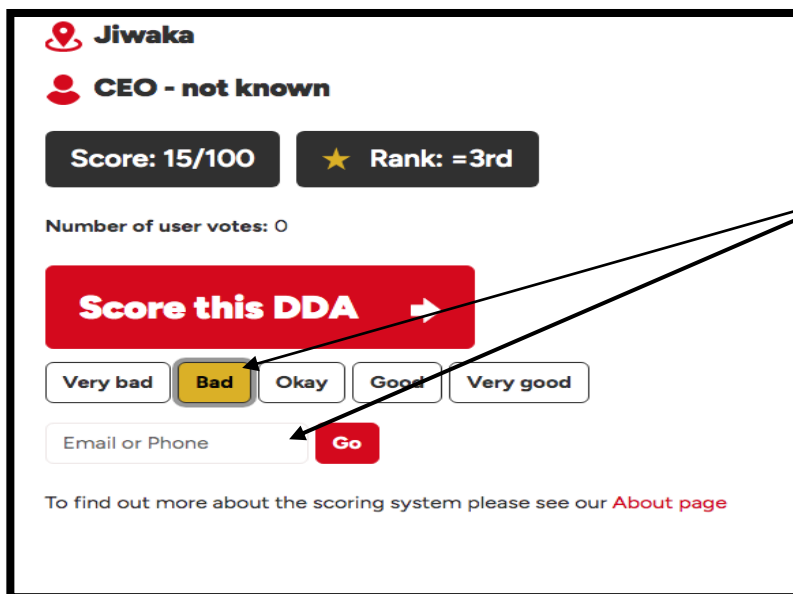 Jiwaka
CEO - not known
Score: 15/100 ★ Rank: =3rd
Number of user votes: 0
Score this DDA
Very bad Bad Okay Good Very good
Email or Phone Go
To find out more about the scoring system please see our About page